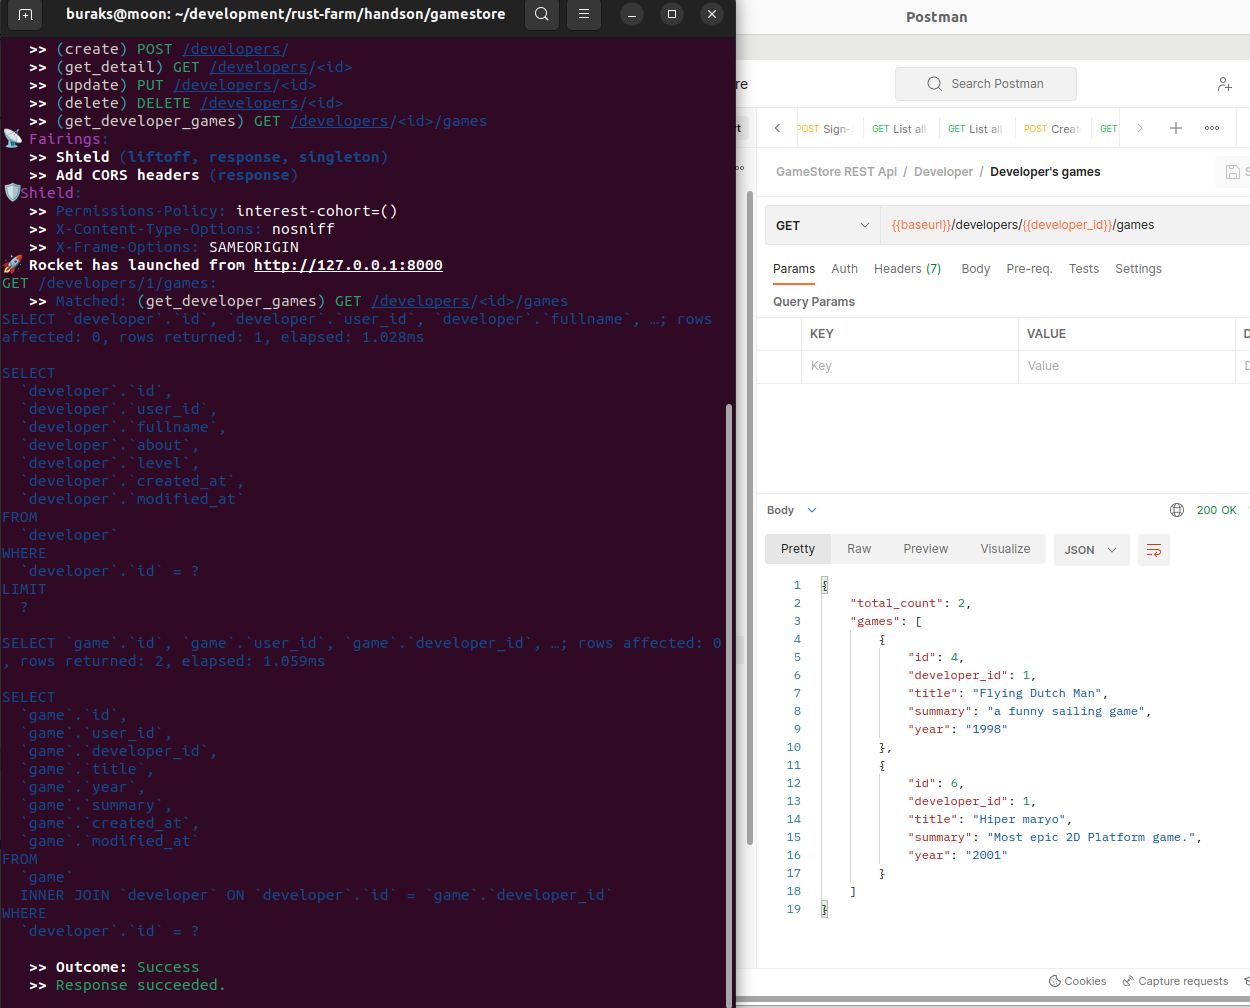 buraks@moon: ~/development/rust-farm/handson/gamestore
>> (create) POST /developers/
>> (get_detail) GET /developers/<id>
>> (update) PUT /developers/<id>
>> (delete) DELETE /developers/<id>
>> (get_developer_games) GET /developers/<id>/games
📡 Fairings:
>> Shield (liftoff, response, singleton)
>> Add CORS headers (response)
🛡️Shield:
>> Permissions-Policy: interest-cohort=()
>> X-Content-Type-Options: nosniff
>> X-Frame-Options: SAMEORIGIN
🚀 Rocket has launched from http://127.0.0.1:8000
GET /developers/1/games:
>> Matched: (get_developer_games) GET /developers/<id>/games
SELECT `developer`.`id`, `developer`.`user_id`, `developer`.`fullname`, …; rows
affected: 0, rows returned: 1, elapsed: 1.028ms
SELECT
`developer`.`id`,
`developer`.`user_id`,
`developer`.`fullname`,
`developer`.`about`,
`developer`.`level`,
`developer`.`created_at`,
`developer`.`modified_at`
FROM
`developer`
WHERE
`developer`.`id` = ?
LIMIT
?
SELECT `game`.`id`, `game`.`user_id`, `game`.`developer_id`, …; rows affected: 0
, rows returned: 2, elapsed: 1.059ms
SELECT
`game`.`id`,
`game`.`user_id`,
`game`.`developer_id`,
`game`.`title`,
`game`.`year`,
`game`.`summary`,
`game`.`created_at`,
`game`.`modified_at`
FROM
`game`
INNER JOIN `developer` ON `developer`.`id` = `game`.`developer_id`
WHERE
`developer`.`id` = ?
>> Outcome: Success
>> Response succeeded.
Postman
re
Search Postman
rt
POST Sign-
GET List all
GET List all
POST Creat
GET
GameStore REST Api / Developer / Developer's games
S
GET
{{baseurl}}/developers/{{developer_id}}/games
Params Auth Headers (7) Body Pre-req. Tests Settings
Query Params
KEY VALUE D
Key Value D
Body
200 OK
Pretty Raw Preview Visualize JSON
1 {
2 "total_count": 2,
3 "games": [
4 {
5 "id": 4,
6 "developer_id": 1,
7 "title": "Flying Dutch Man",
8 "summary": "a funny sailing game",
9 "year": "1998"
10 },
11 {
12 "id": 6,
13 "developer_id": 1,
14 "title": "Hiper maryo",
15 "summary": "Most epic 2D Platform game.",
16 "year": "2001"
17 }
18 ]
19 }
Cookies Capture requests